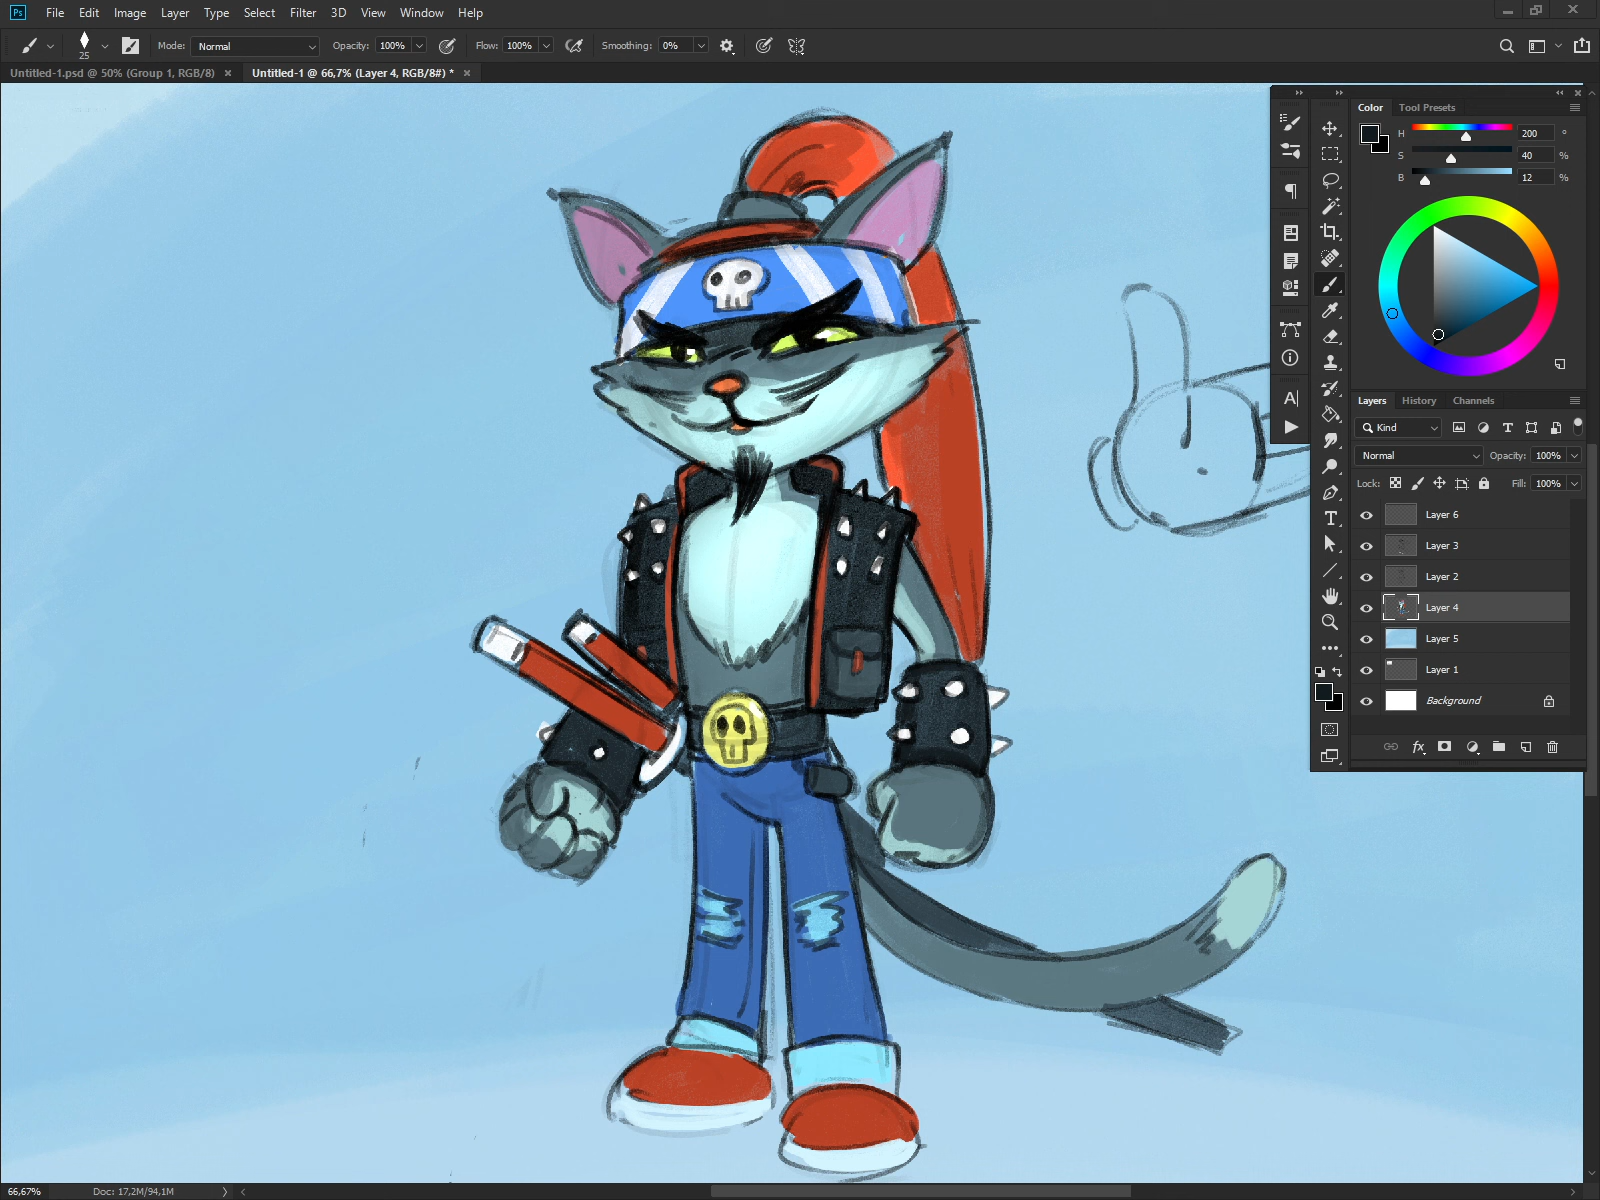 Ps File Edit Image Layer Type Select Filter 3D View Window Help
25 Mode: Normal Opacity: 100% Flow: 100% Smoothing: 0%
Untitled-1.psd @ 50% (Group 1, RGB/8) × Untitled-1 @ 66,7% (Layer 4, RGB/8#) * ×
Color Tool Presets
H 200 °
S 40 %
B 12 %
Layers History Channels
Kind
Normal Opacity: 100%
Lock: Fill: 100%
Layer 6
Layer 3
Layer 2
Layer 4
Layer 5
Layer 1
Background
fx
66,67% Doc: 17,2M/94,1M